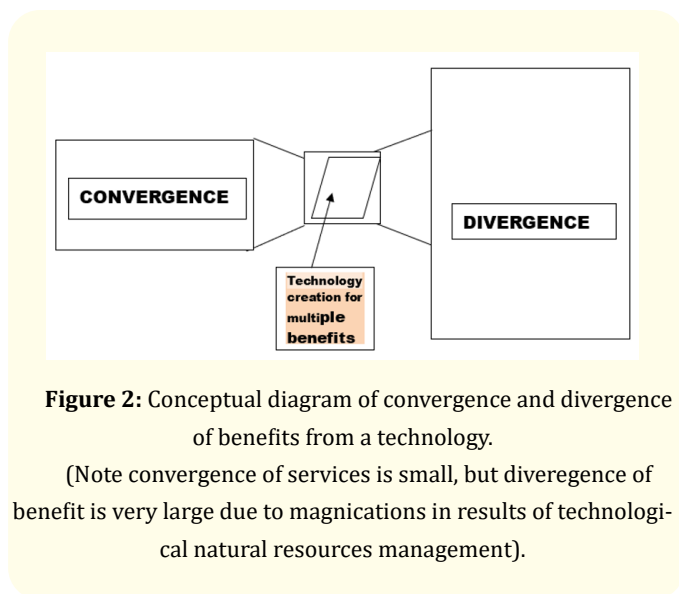 CONVERGENCE
DIVERGENCE
Technology
creation for
multiple
benefits
Figure 2: Conceptual diagram of convergence and divergence
of benefits from a technology.
(Note convergence of services is small, but diveregence of
benefit is very large due to magnications in results of technologi-
cal natural resources management).